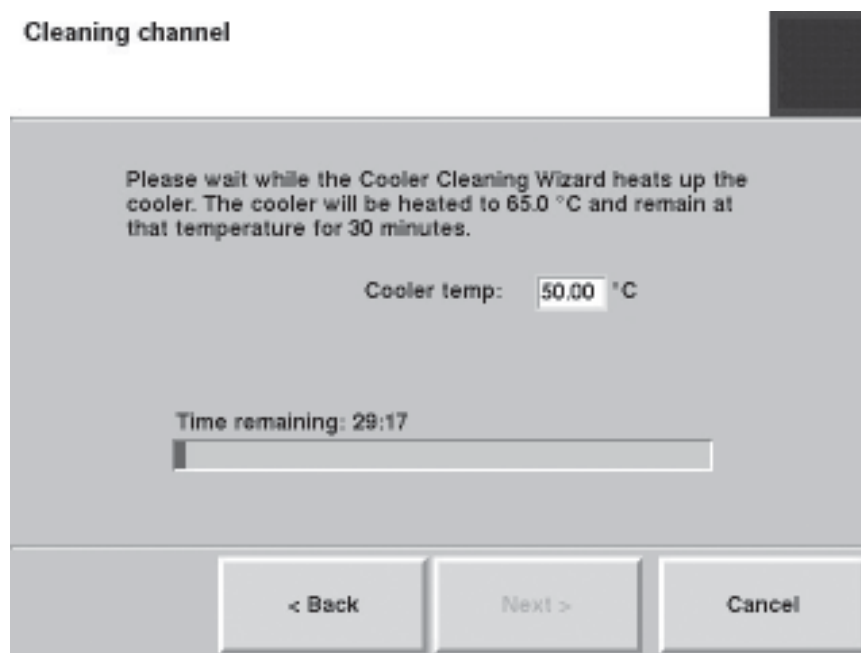 Cleaning channel
Please wait while the Cooler Cleaning Wizard heats up the
cooler. The cooler will be heated to 65.0 °C and remain at
that temperature for 30 minutes.
Cooler temp: 50.00 °C
Time remaining: 29:17
< Back Next > Cancel